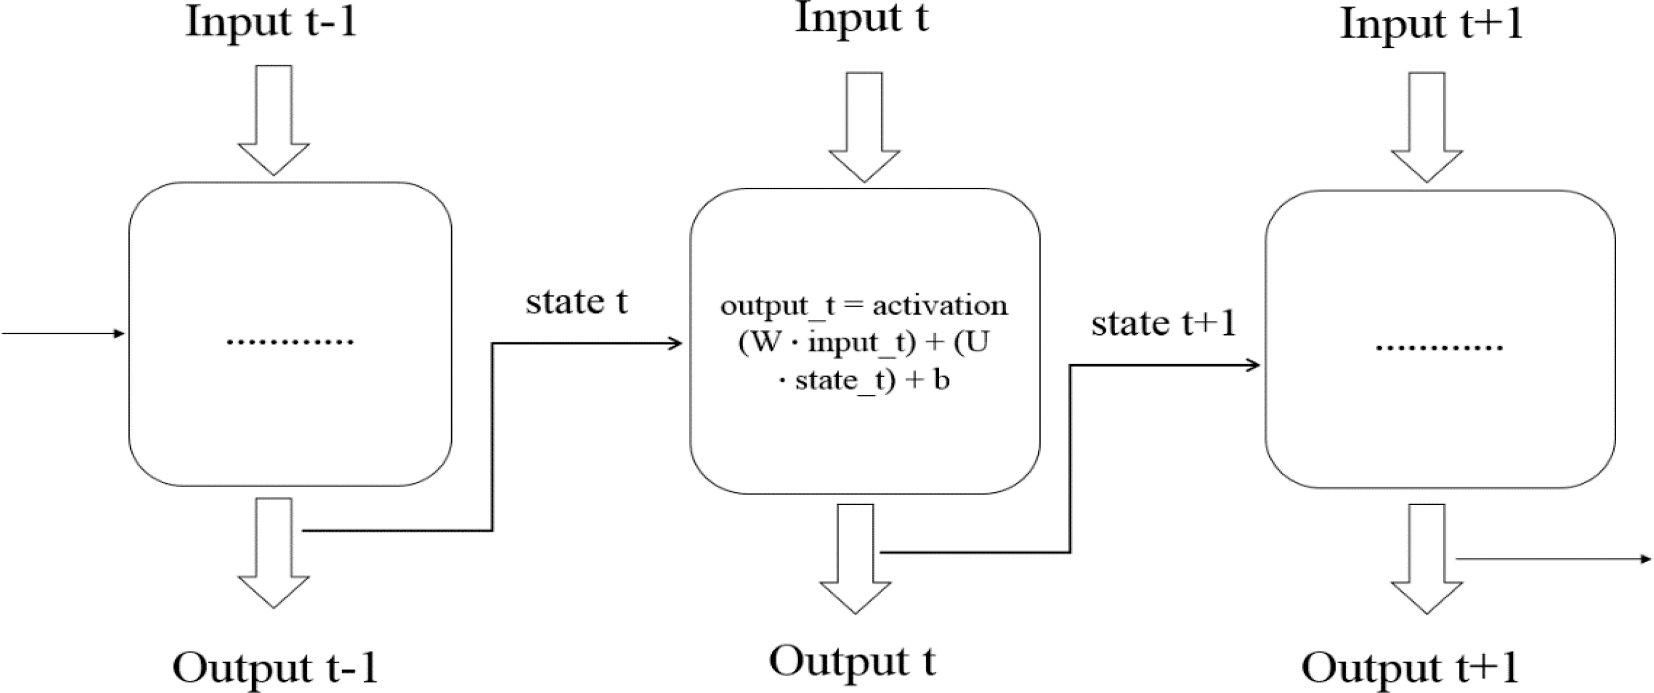 Input t-1
Input t
Input t+1
state t
output_t = activation
(W · input_t) + (U
· state_t) + b
state t+1
............
............
Output t-1
Output t
Output t+1